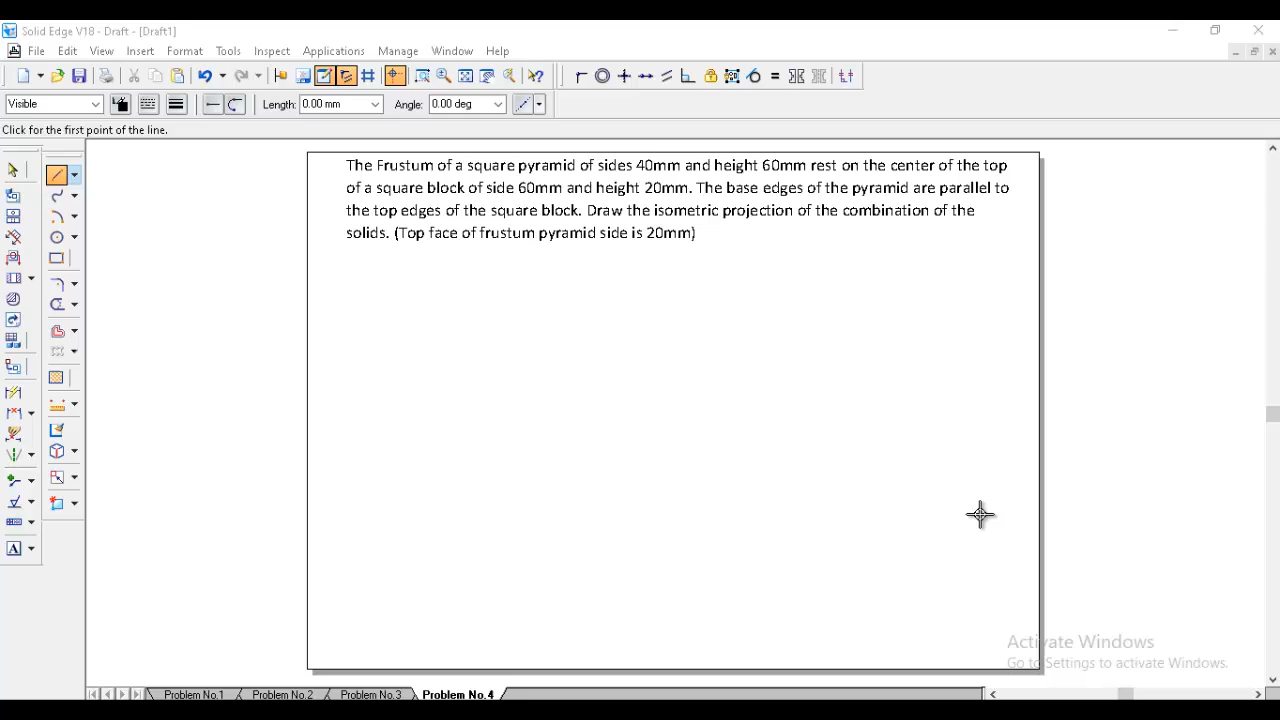 Solid Edge V18 - Draft - [Draft1]
File Edit View Insert Format Tools Inspect Applications Manage Window Help
Visible Length: 0.00 mm Angle: 0.00 deg
Click for the first point of the line.
The Frustum of a square pyramid of sides 40mm and height 60mm rest on the center of the top
of a square block of side 60mm and height 20mm. The base edges of the pyramid are parallel to
the top edges of the square block. Draw the isometric projection of the combination of the
solids. (Top face of frustum pyramid side is 20mm)
A
Activate Windows
Go to Settings to activate Windows.
Problem No.1 Problem No.2 Problem No.3 Problem No.4